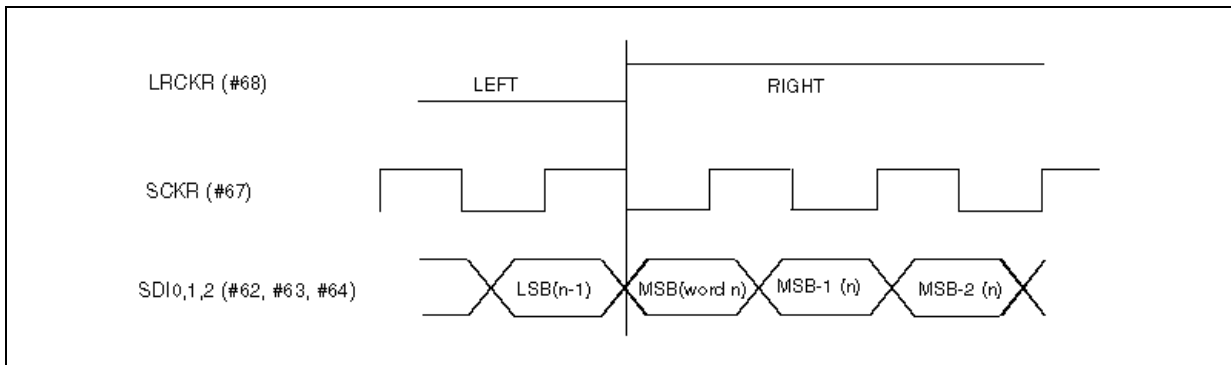 LRCKR (#68)
LEFT
RIGHT
SCKR (#67)
SDI0,1,2 (#62, #63, #64)
LSB(n-1)
MSB(word n)
MSB-1 (n)
MSB-2 (n)